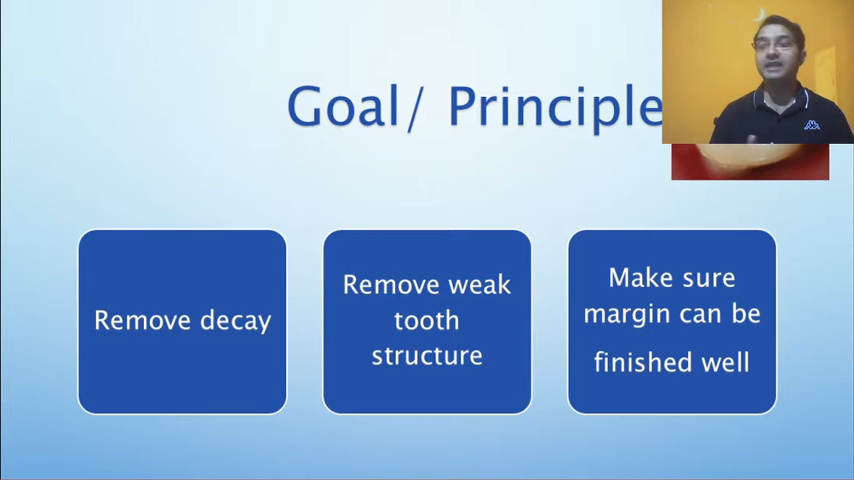 Goal/ Principle
Remove decay
Remove weak
tooth
structure
Make sure
margin can be
finished well